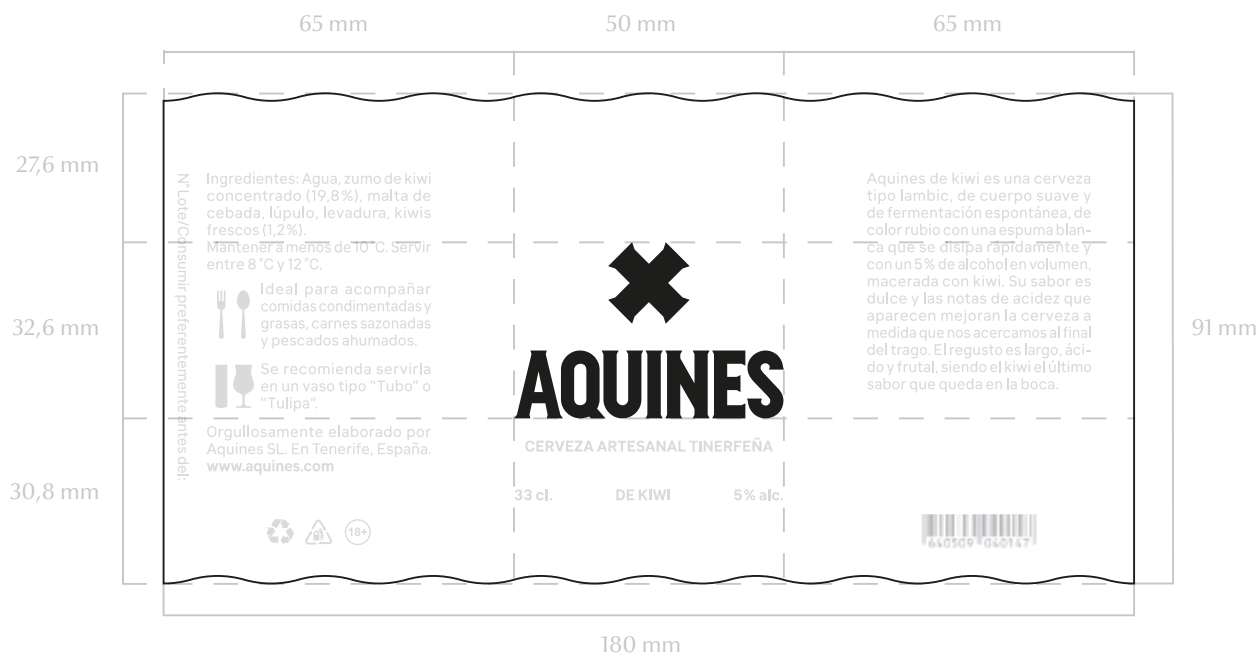 65 mm
50 mm
65 mm
27,6 mm
32,6 mm
30,8 mm
N°Lote/Consumir preferentemente antes del:
Ingredientes: Agua, zumo de kiwi
concentrado (19,8%), malta de
cebada, lúpulo, levadura, kiwis
frescos (1,2%).
Mantener a menos de 10°C. Servir
entre 8°C y 12°C.
Ideal para acompañar
comidas condimentadas y
grasas, carnes sazonadas
y pescados ahumados.
Se recomienda servirla
en un vaso tipo "Tubo" o
"Tulipa".
Orgullosamente elaborado por
Aquines SL. En Tenerife, España.
www.aquines.com
18+
AQUINES
CERVEZA ARTESANAL TINERFEÑA
33 cl.
DE KIWI
5% alc.
Aquines de kiwi es una cerveza
tipo lambic, de cuerpo suave y
de fermentación espontánea, de
color rubio con una espuma blan-
ca que se disipa rápidamente y
con un 5% de alcohol en volumen,
macerada con kiwi. Su sabor es
dulce y las notas de acidez que
aparecen mejoran la cerveza a
medida que nos acercamos al final
del trago. El regusto es largo, áci-
do y frutal, siendo el kiwi el último
sabor que queda en la boca.
91 mm
180 mm